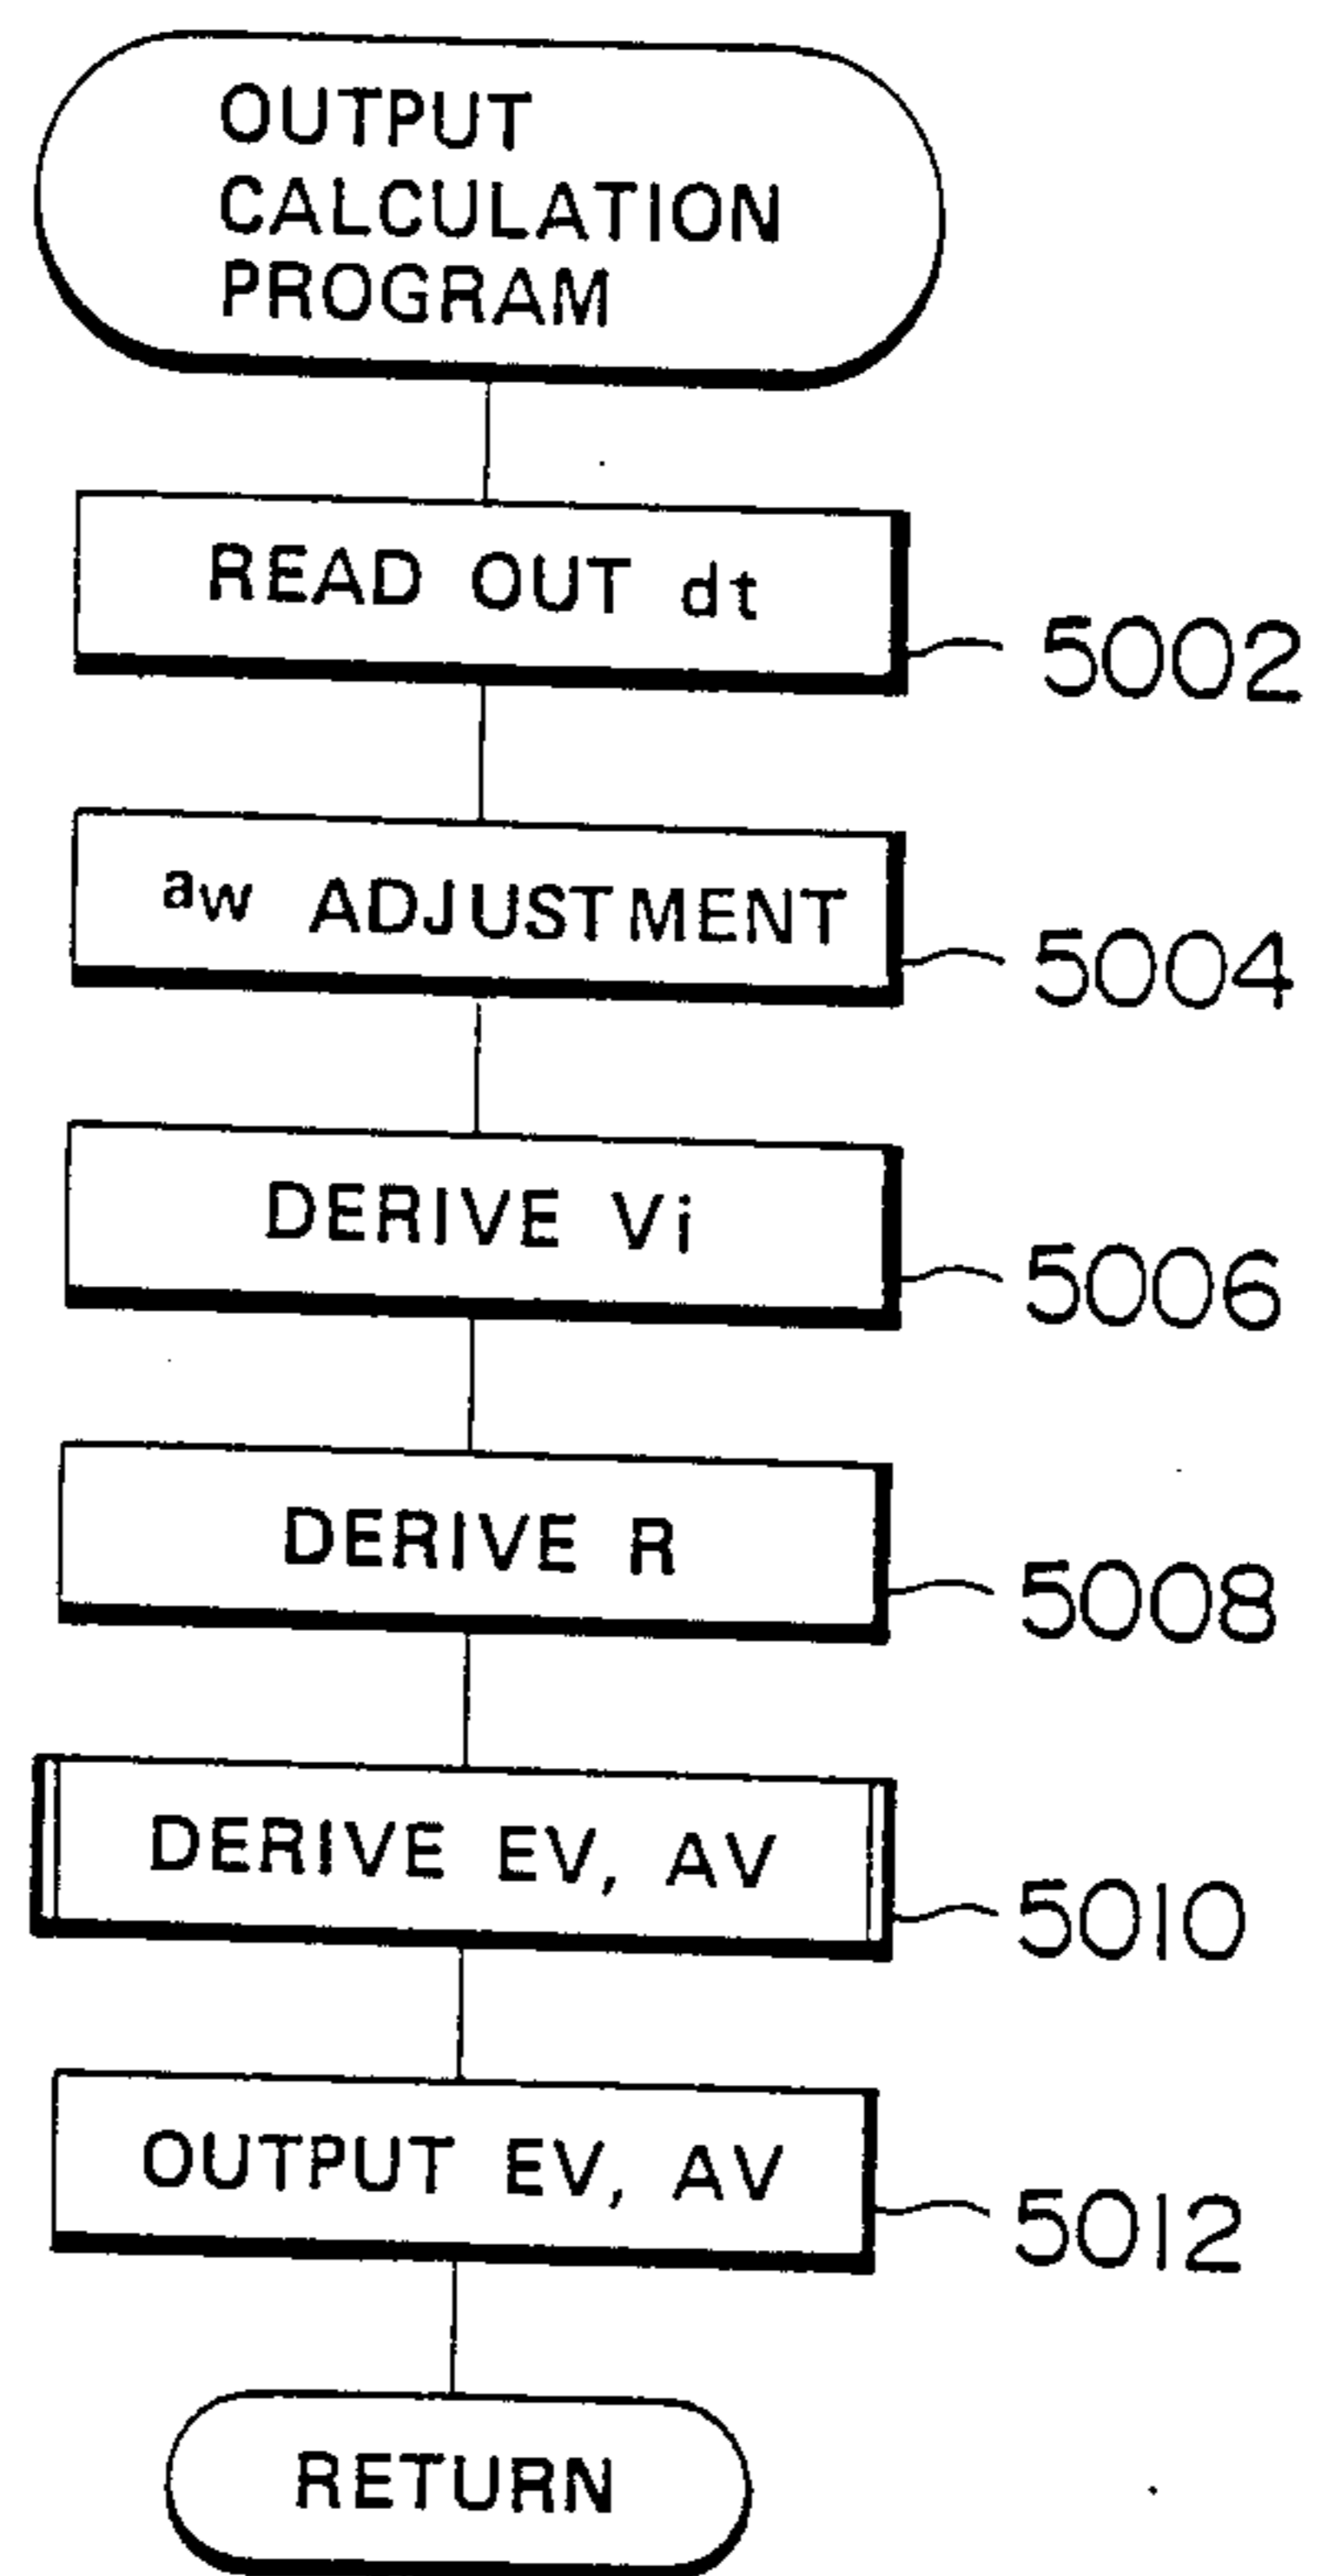 OUTPUT
CALCULATION
PROGRAM
READ OUT dt
5002
aw ADJUSTMENT
5004
DERIVE Vi
5006
DERIVE R
5008
DERIVE EV, AV
5010
OUTPUT EV, AV
5012
RETURN